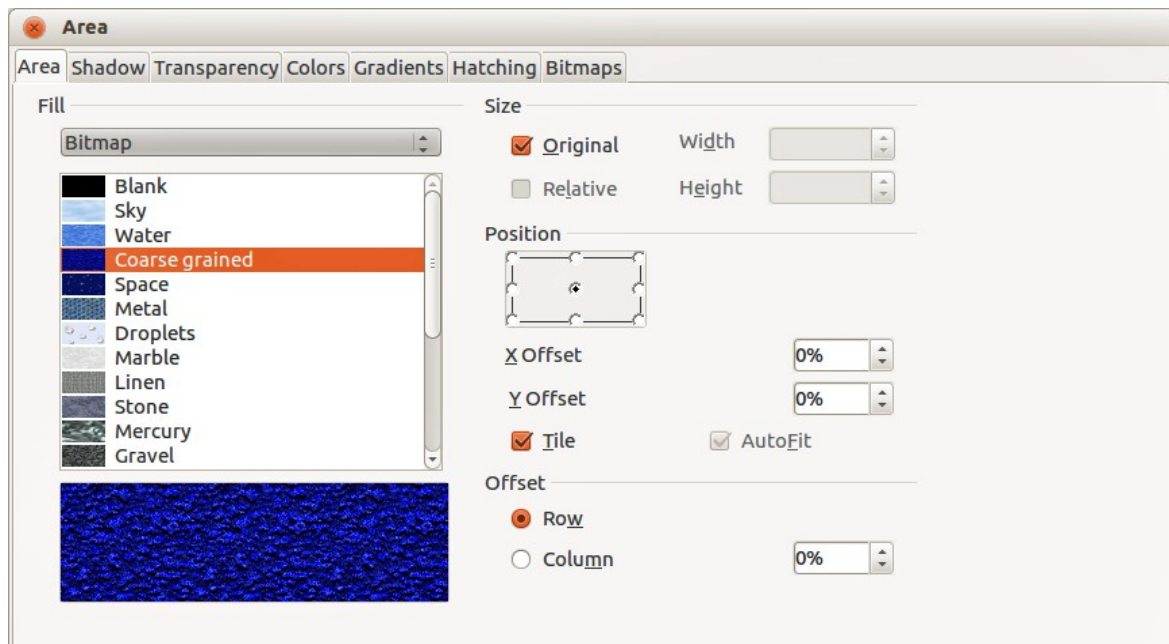 Area
Area Shadow Transparency Colors Gradients Hatching Bitmaps
Fill
Bitmap
Blank
Sky
Water
Coarse grained
Space
Metal
Droplets
Marble
Linen
Stone
Mercury
Gravel
Size
Original Width
Relative Height
Position
X Offset 0%
Y Offset 0%
Tile AutoFit
Offset
Row
Column 0%